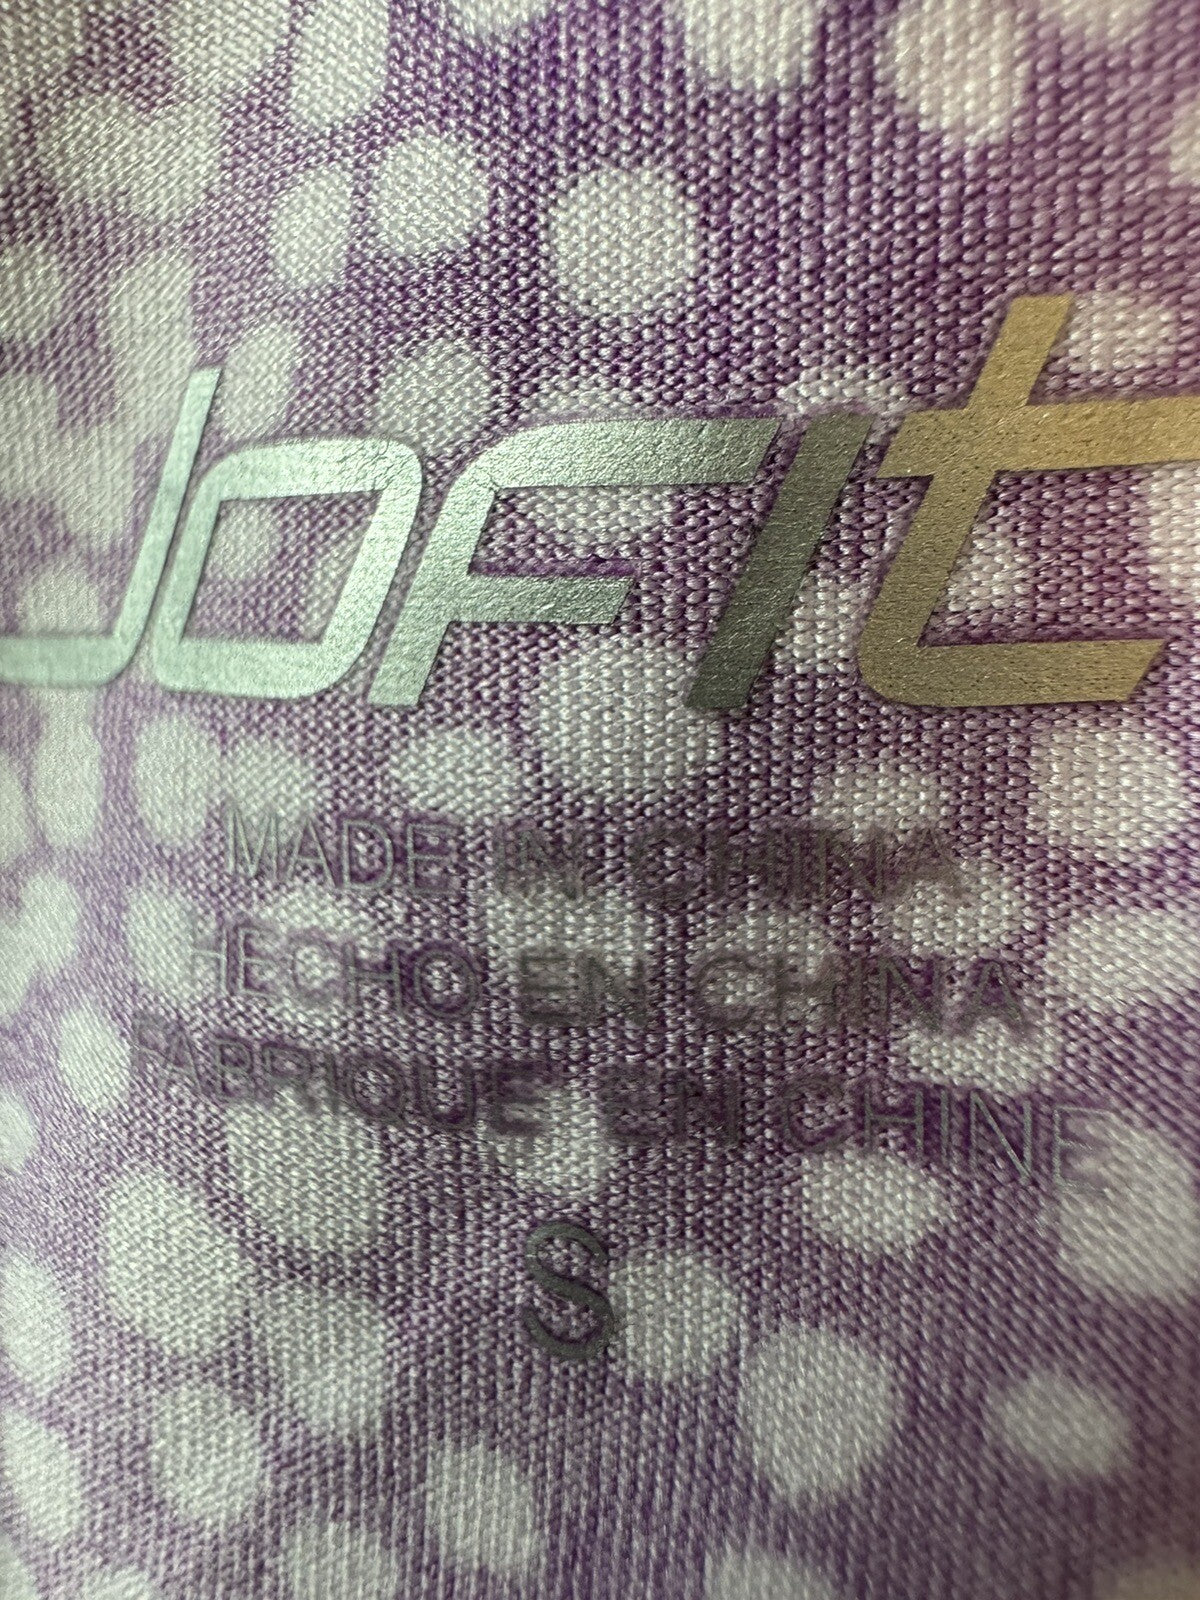 JOFIT
MADE IN CHINA
HECHO EN CHINA
FABRIQUE EN CHINE
S